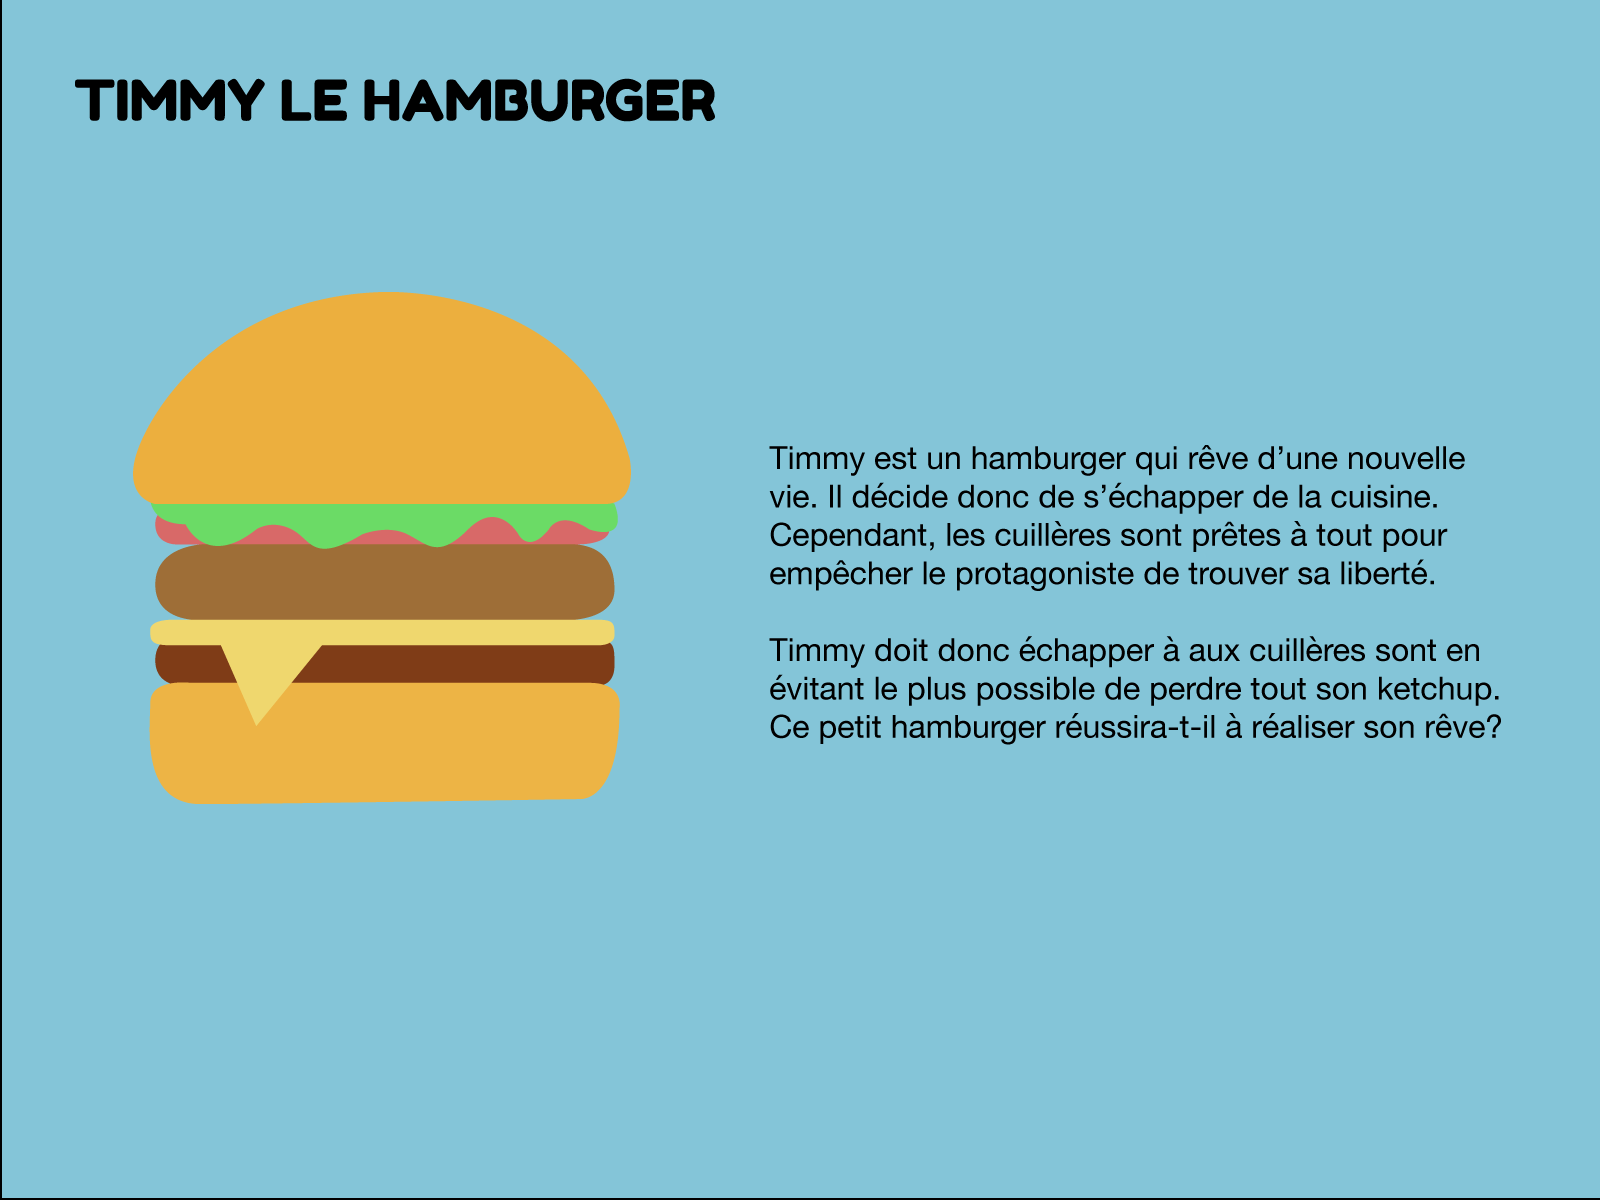 TIMMY LE HAMBURGER
Timmy est un hamburger qui rêve d’une nouvelle
vie. Il décide donc de s’échapper de la cuisine.
Cependant, les cuillères sont prêtes à tout pour
empêcher le protagoniste de trouver sa liberté.
Timmy doit donc échapper à aux cuillères sont en
évitant le plus possible de perdre tout son ketchup.
Ce petit hamburger réussira-t-il à réaliser son rêve?